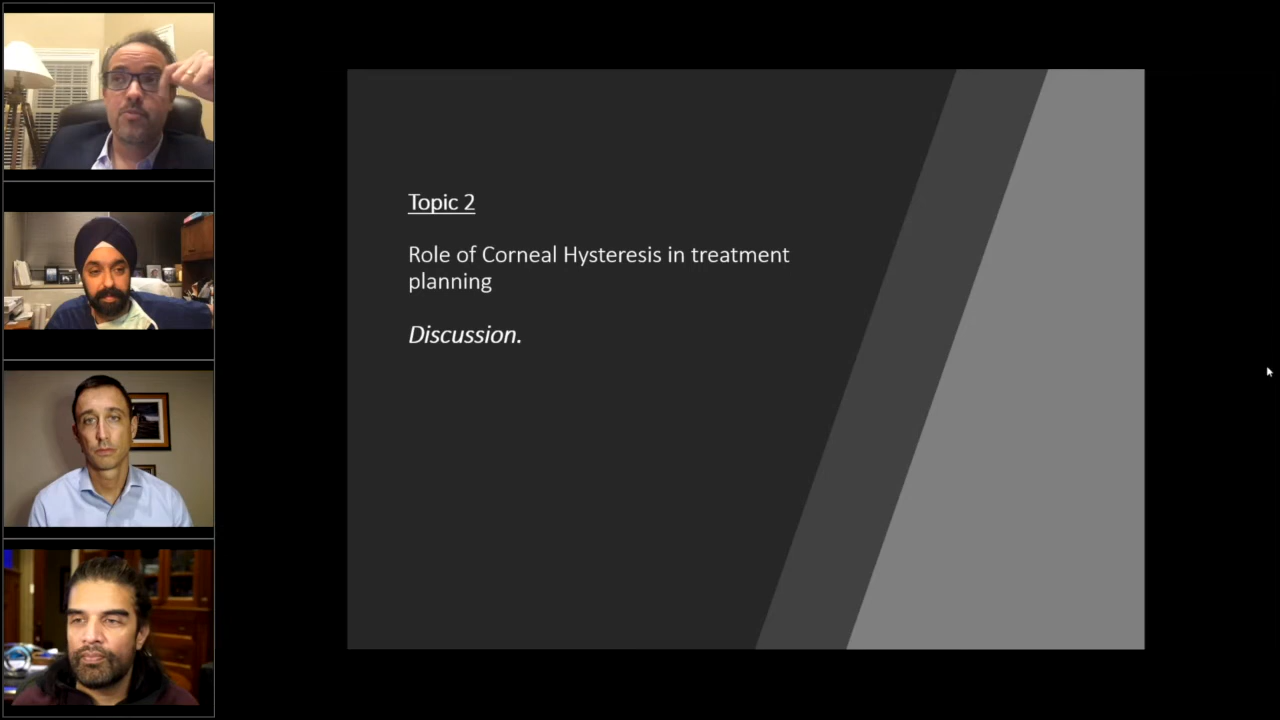 Topic 2
Role of Corneal Hysteresis in treatment
planning
Discussion.